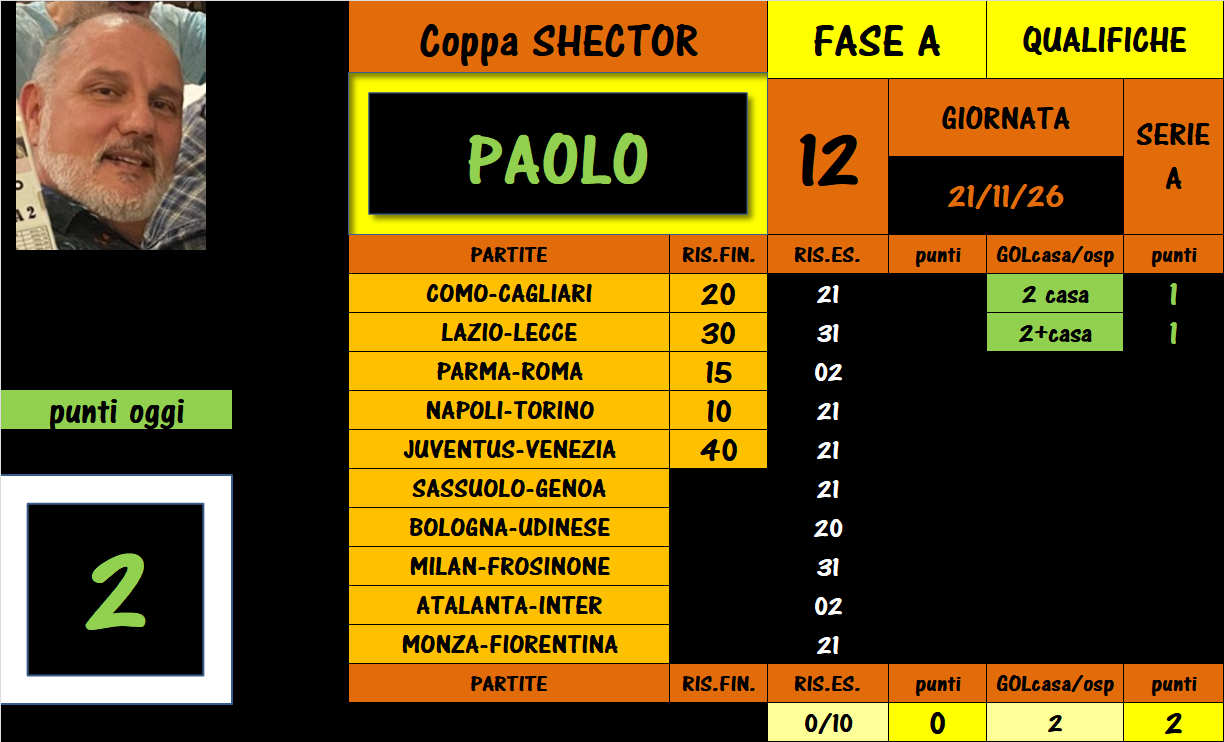 Coppa SHECTOR FASE A QUALIFICHE
PAOLO 12 GIORNATA SERIE A
21/11/26
PARTITE RIS.FIN. RIS.ES. punti GOLcasa/osp punti
COMO-CAGLIARI 20 21 2 casa 1
LAZIO-LECCE 30 31 2+casa 1
PARMA-ROMA 15 02
NAPOLI-TORINO 10 21
JUVENTUS-VENEZIA 40 21
SASSUOLO-GENOA 21
BOLOGNA-UDINESE 20
MILAN-FROSINONE 31
ATALANTA-INTER 02
MONZA-FIORENTINA 21
PARTITE RIS.FIN. RIS.ES. punti GOLcasa/osp punti
0/10 0 2 2
punti oggi
2
A 2